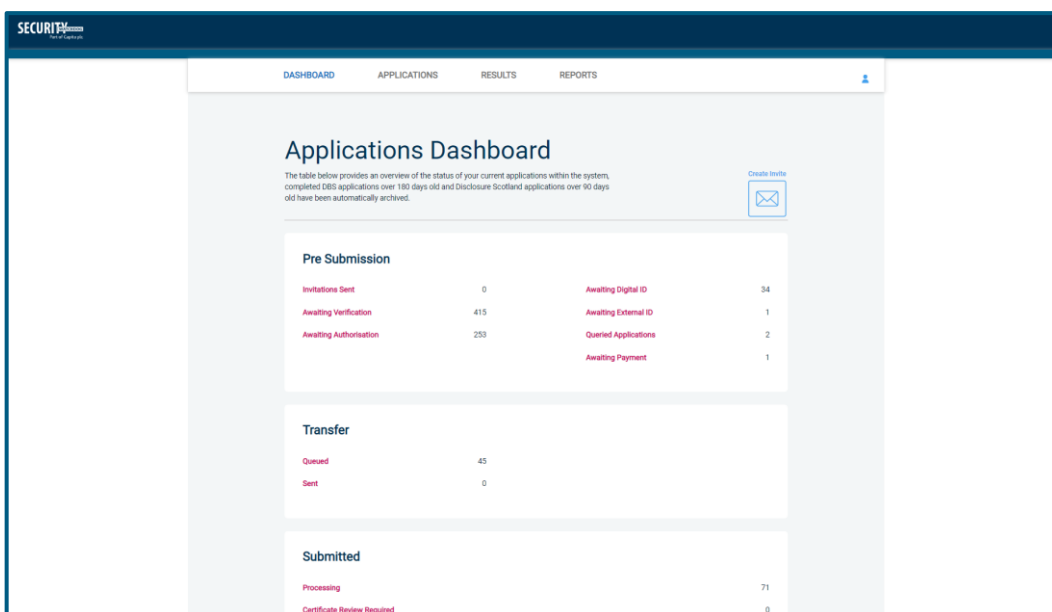 SECURITY
Part of Capita plc
DASHBOARD APPLICATIONS RESULTS REPORTS
Applications Dashboard
The table below provides an overview of the status of your current applications within the system,
completed DBS applications over 180 days old and Disclosure Scotland applications over 90 days
old have been automatically archived.
Create Invite
Pre Submission
Invitations Sent 0 Awaiting Digital ID 34
Awaiting Verification 415 Awaiting External ID 1
Awaiting Authorisation 253 Queried Applications 2
Awaiting Payment 1
Transfer
Queued 45
Sent 0
Submitted
Processing 71
Certificate Review Required 0